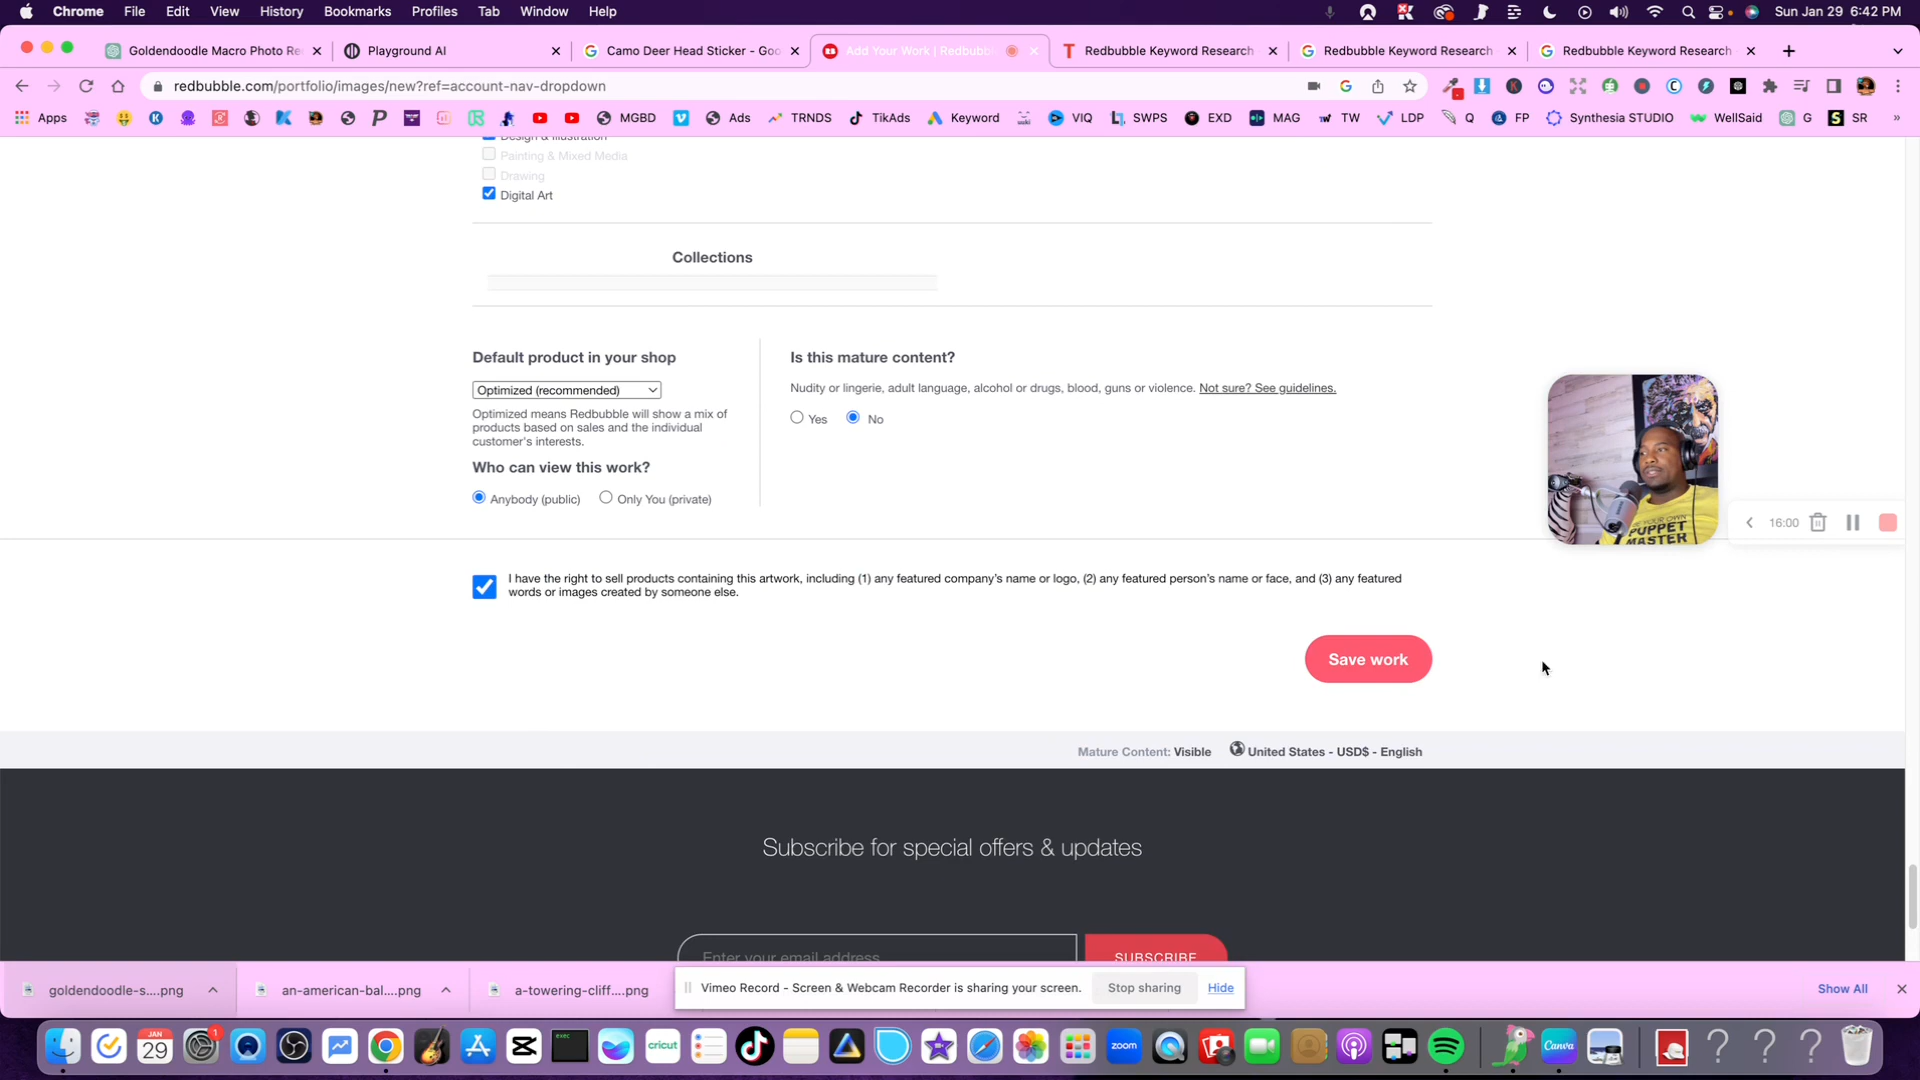 Chrome File Edit View History Bookmarks Profiles Tab Window Help Sun Jan 29 6:42 PM
Goldendoodle Macro Photo Re Playground AI Camo Deer Head Sticker - Goo Add Your Work | Redbubble Redbubble Keyword Research Redbubble Keyword Research Redbubble Keyword Research
redbubble.com/portfolio/images/new?ref=account-nav-dropdown
Apps MGBD Ads TRNDS TikAds Keyword VIQ SWPS EXD MAG TW LDP Q FP Synthesia STUDIO WellSaid G SR
Design & Illustration
Painting & Mixed Media
Drawing
Digital Art
Collections
Default product in your shop
Optimized (recommended)
Optimized means Redbubble will show a mix of
products based on sales and the individual
customer's interests.
Who can view this work?
Anybody (public) Only You (private)
Is this mature content?
Nudity or lingerie, adult language, alcohol or drugs, blood, guns or violence. Not sure? See guidelines.
Yes No
PUPPET
MASTER
16:00
I have the right to sell products containing this artwork, including (1) any featured company's name or logo, (2) any featured person's name or face, and (3) any featured
words or images created by someone else.
Save work
Mature Content: Visible United States - USD$ - English
Subscribe for special offers & updates
Enter your email address SUBSCRIBE
goldendoodle-s....png an-american-bal....png a-towering-cliff....png
Vimeo Record - Screen & Webcam Recorder is sharing your screen. Stop sharing Hide
Show All
JAN
29
1
exec
cricut
zoom
Canva